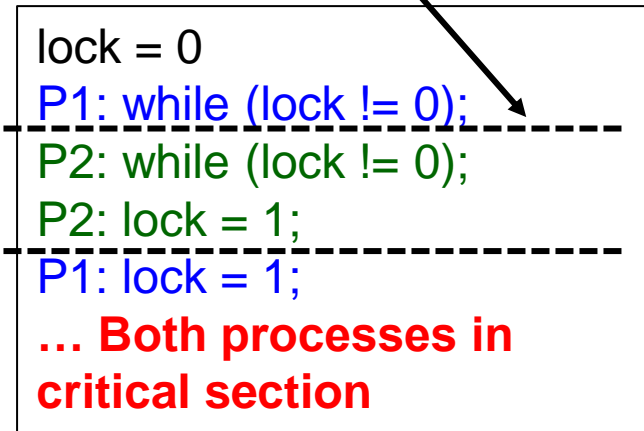 lock = 0
P1: while (lock != 0);
P2: while (lock != 0);
P2: lock = 1;
P1: lock = 1;
… Both processes in
critical section